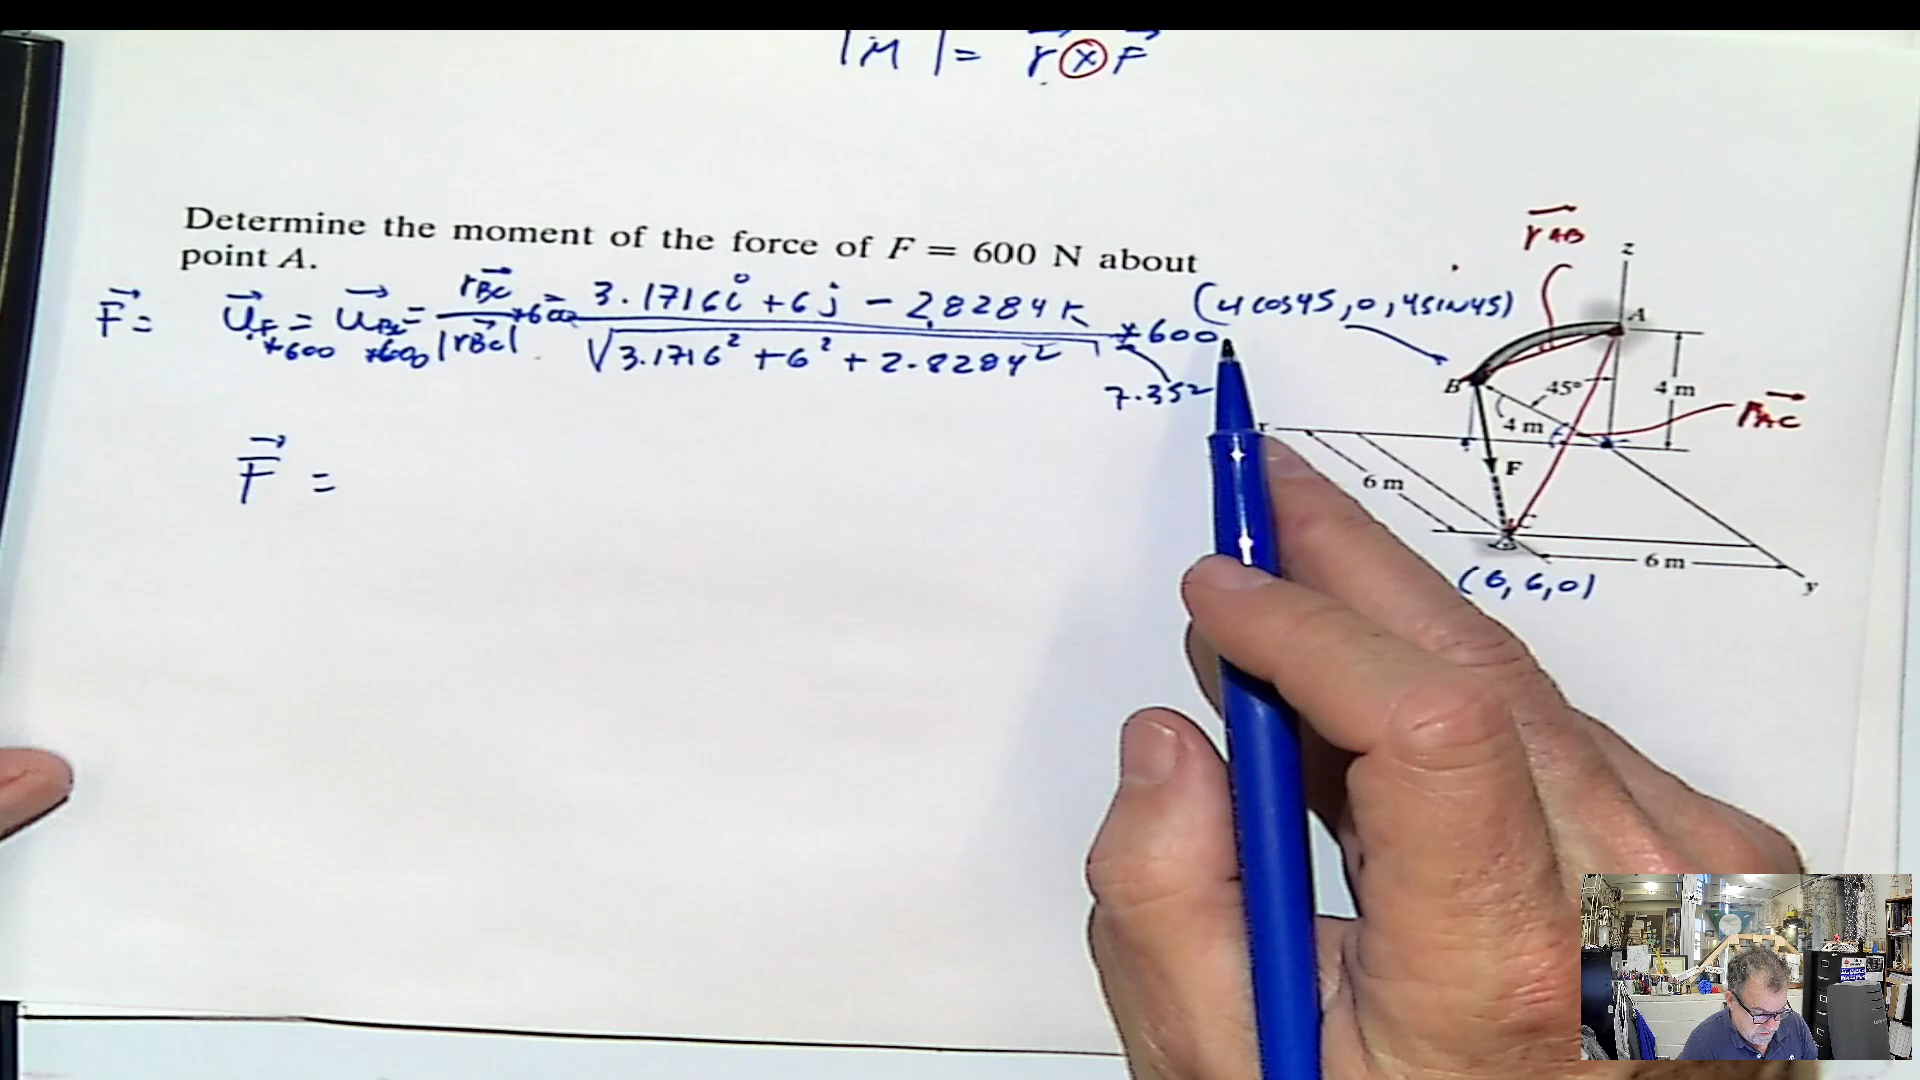 |M| = r ⊗ F
Determine the moment of the force of F = 600 N about
point A.
F = u_F = u_BC = r_BC / |r_BC| *600 = 3.1716i + 6j - 2.8284k / √3.1716² + 6² + 2.8284² *600
*600 *600
7.352
F =
(4cos45, 0, 4sin45)
r AB
z
A
B
45°
4 m
4 m
r AC
F
6 m
C
6 m
(6, 6, 0)
y